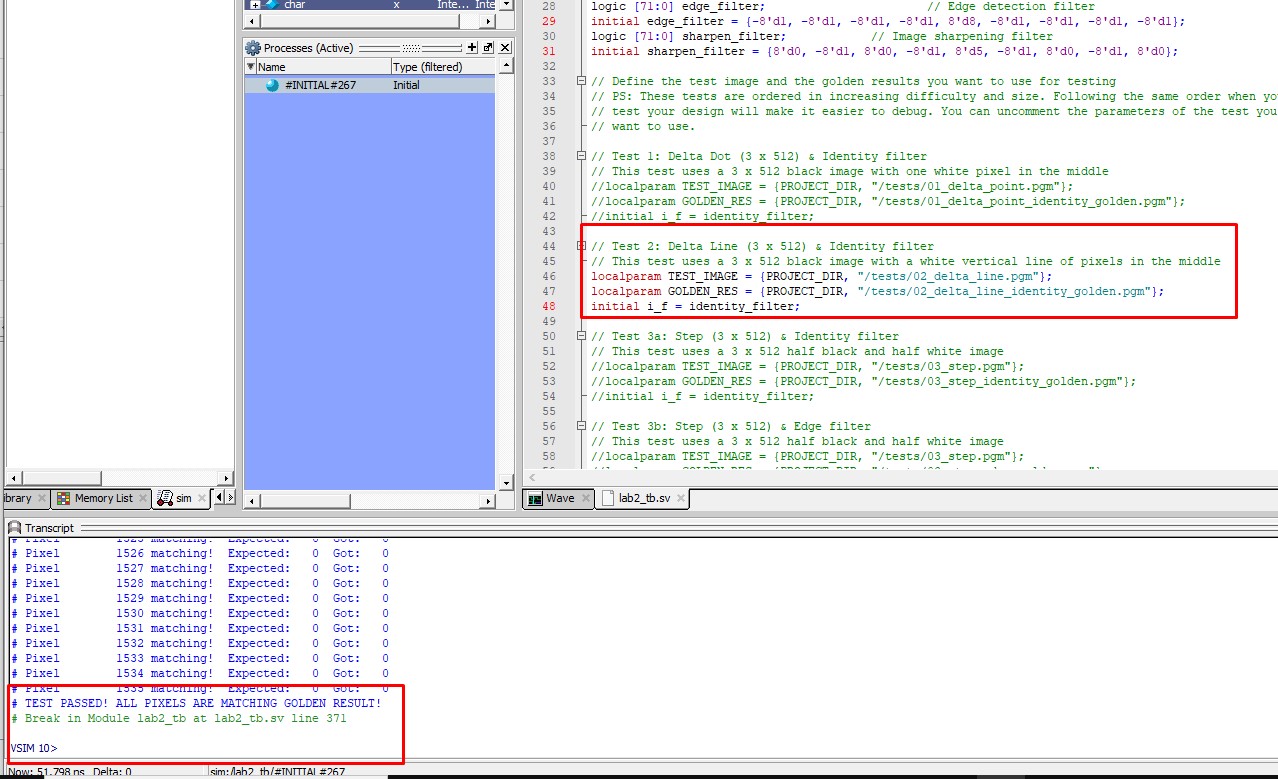 char x Inte... Inte...
Processes (Active)
Name Type (filtered)
#INITIAL#267 Initial
28 logic [71:0] edge_filter; // Edge detection filter
29 initial edge_filter = {-8'd1, -8'd1, -8'd1, -8'd1, 8'd8, -8'd1, -8'd1, -8'd1, -8'd1};
30 logic [71:0] sharpen_filter; // Image sharpening filter
31 initial sharpen_filter = {8'd0, -8'd1, 8'd0, -8'd1, 8'd5, -8'd1, 8'd0, -8'd1, 8'd0};
32
33 // Define the test image and the golden results you want to use for testing
34 // PS: These tests are ordered in increasing difficulty and size. Following the same order when yo
35 // test your design will make it easier to debug. You can uncomment the parameters of the test you
36 // want to use.
37
38 // Test 1: Delta Dot (3 x 512) & Identity filter
39 // This test uses a 3 x 512 black image with one white pixel in the middle
40 //localparam TEST_IMAGE = {PROJECT_DIR, "/tests/01_delta_point.pgm"};
41 //localparam GOLDEN_RES = {PROJECT_DIR, "/tests/01_delta_point_identity_golden.pgm"};
42 //initial i_f = identity_filter;
43
44 // Test 2: Delta Line (3 x 512) & Identity filter
45 // This test uses a 3 x 512 black image with a white vertical line of pixels in the middle
46 localparam TEST_IMAGE = {PROJECT_DIR, "/tests/02_delta_line.pgm"};
47 localparam GOLDEN_RES = {PROJECT_DIR, "/tests/02_delta_line_identity_golden.pgm"};
48 initial i_f = identity_filter;
49
50 // Test 3a: Step (3 x 512) & Identity filter
51 // This test uses a 3 x 512 half black and half white image
52 //localparam TEST_IMAGE = {PROJECT_DIR, "/tests/03_step.pgm"};
53 //localparam GOLDEN_RES = {PROJECT_DIR, "/tests/03_step_identity_golden.pgm"};
54 //initial i_f = identity_filter;
55
56 // Test 3b: Step (3 x 512) & Edge filter
57 // This test uses a 3 x 512 half black and half white image
58 //localparam TEST_IMAGE = {PROJECT_DIR, "/tests/03_step.pgm"};
ibrary Memory List sim
Wave lab2_tb.sv
Transcript
# Pixel 1525 matching! Expected: 0 Got: 0
# Pixel 1526 matching! Expected: 0 Got: 0
# Pixel 1527 matching! Expected: 0 Got: 0
# Pixel 1528 matching! Expected: 0 Got: 0
# Pixel 1529 matching! Expected: 0 Got: 0
# Pixel 1530 matching! Expected: 0 Got: 0
# Pixel 1531 matching! Expected: 0 Got: 0
# Pixel 1532 matching! Expected: 0 Got: 0
# Pixel 1533 matching! Expected: 0 Got: 0
# Pixel 1534 matching! Expected: 0 Got: 0
# Pixel 1535 matching! Expected: 0 Got: 0
# TEST PASSED! ALL PIXELS ARE MATCHING GOLDEN RESULT!
# Break in Module lab2_tb at lab2_tb.sv line 371
VSIM 10>
Now: 51,798 ns Delta: 0 sim:/lab2_tb/#INITIAL#267